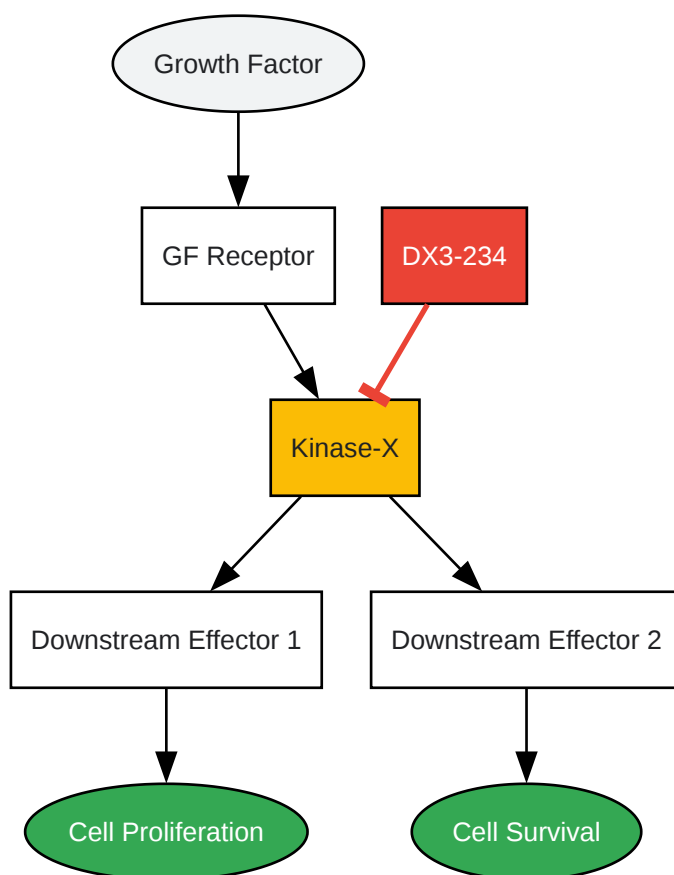 Growth Factor
GF Receptor
DX3-234
Kinase-X
Downstream Effector 1
Downstream Effector 2
Cell Proliferation
Cell Survival